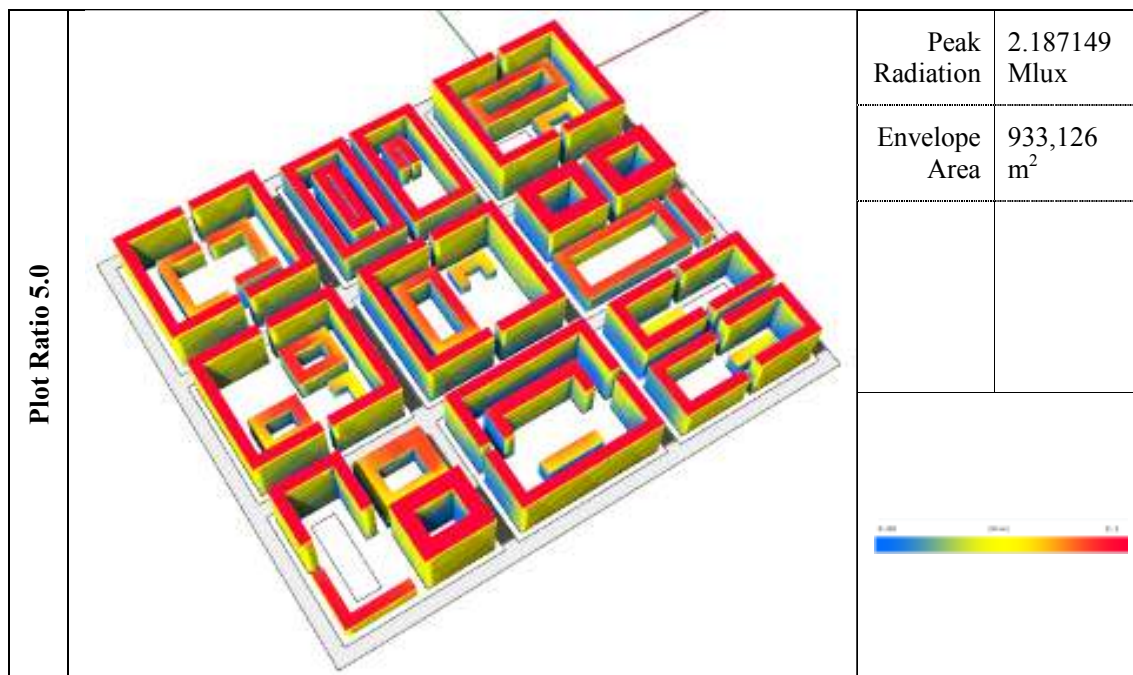 Plot Ratio 5.0
Peak
Radiation
2.187149
Mlux
Envelope
Area
933,126
m²